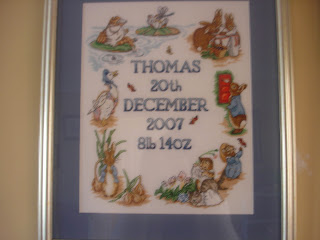 THOMAS
20th
DECEMBER
2007
8lb 14oz